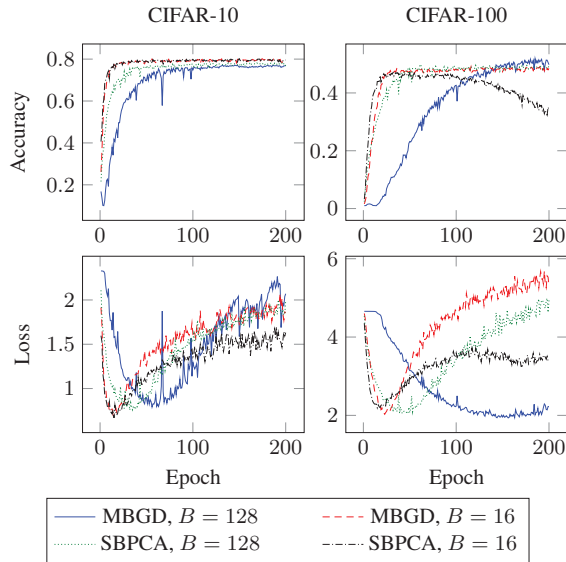 CIFAR-10 CIFAR-100
0.8
0.6
0.4
0.2
0 100 200
Accuracy
0.4
0.2
0
0 100 200
2
1.5
1
0 100 200
Loss
Epoch
6
4
2
0 100 200
Epoch
MBGD, B = 128 MBGD, B = 16
SBPCA, B = 128 SBPCA, B = 16